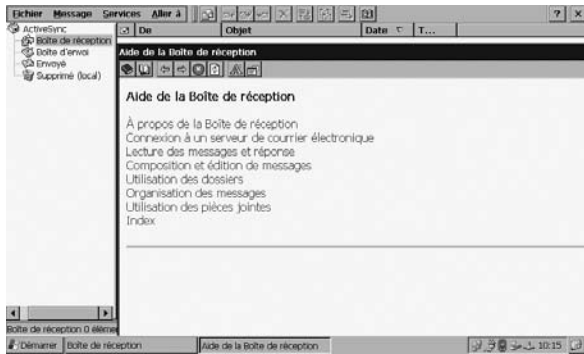 Fichier Message Services Aller à ? ×
ActiveSync
Boîte de réception
Boîte d'envoi
Envoyé
Supprimé (local)
De Objet Date T...
Aide de la Boîte de réception
Aide de la Boîte de réception
À propos de la Boîte de réception
Connexion à un serveur de courrier électronique
Lecture des messages et réponse
Composition et édition de messages
Utilisation des dossiers
Organisation des messages
Utilisation des pièces jointes
Index
Boîte de réception 0 éléme
Démarrer Boîte de réception Aide de la Boîte de réception 10:15